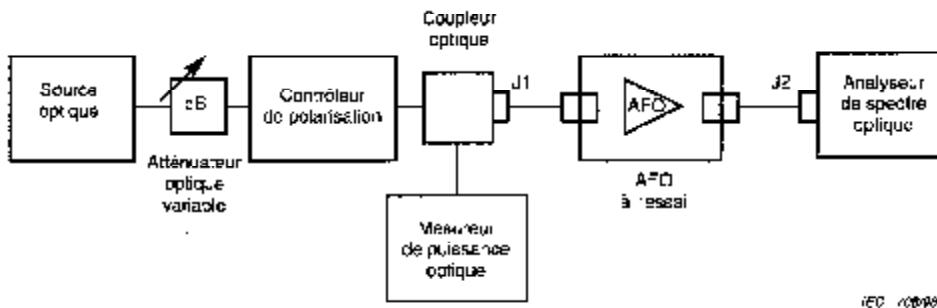 Coupleur
optique
Source
optique
dB
Contrôleur
de polarisation
J1
AFO
J2
Analyseur
de spectre
optique
Atténuateur
optique
variable
AFO
à l'essai
Mesureur
de puissance
optique
IEC